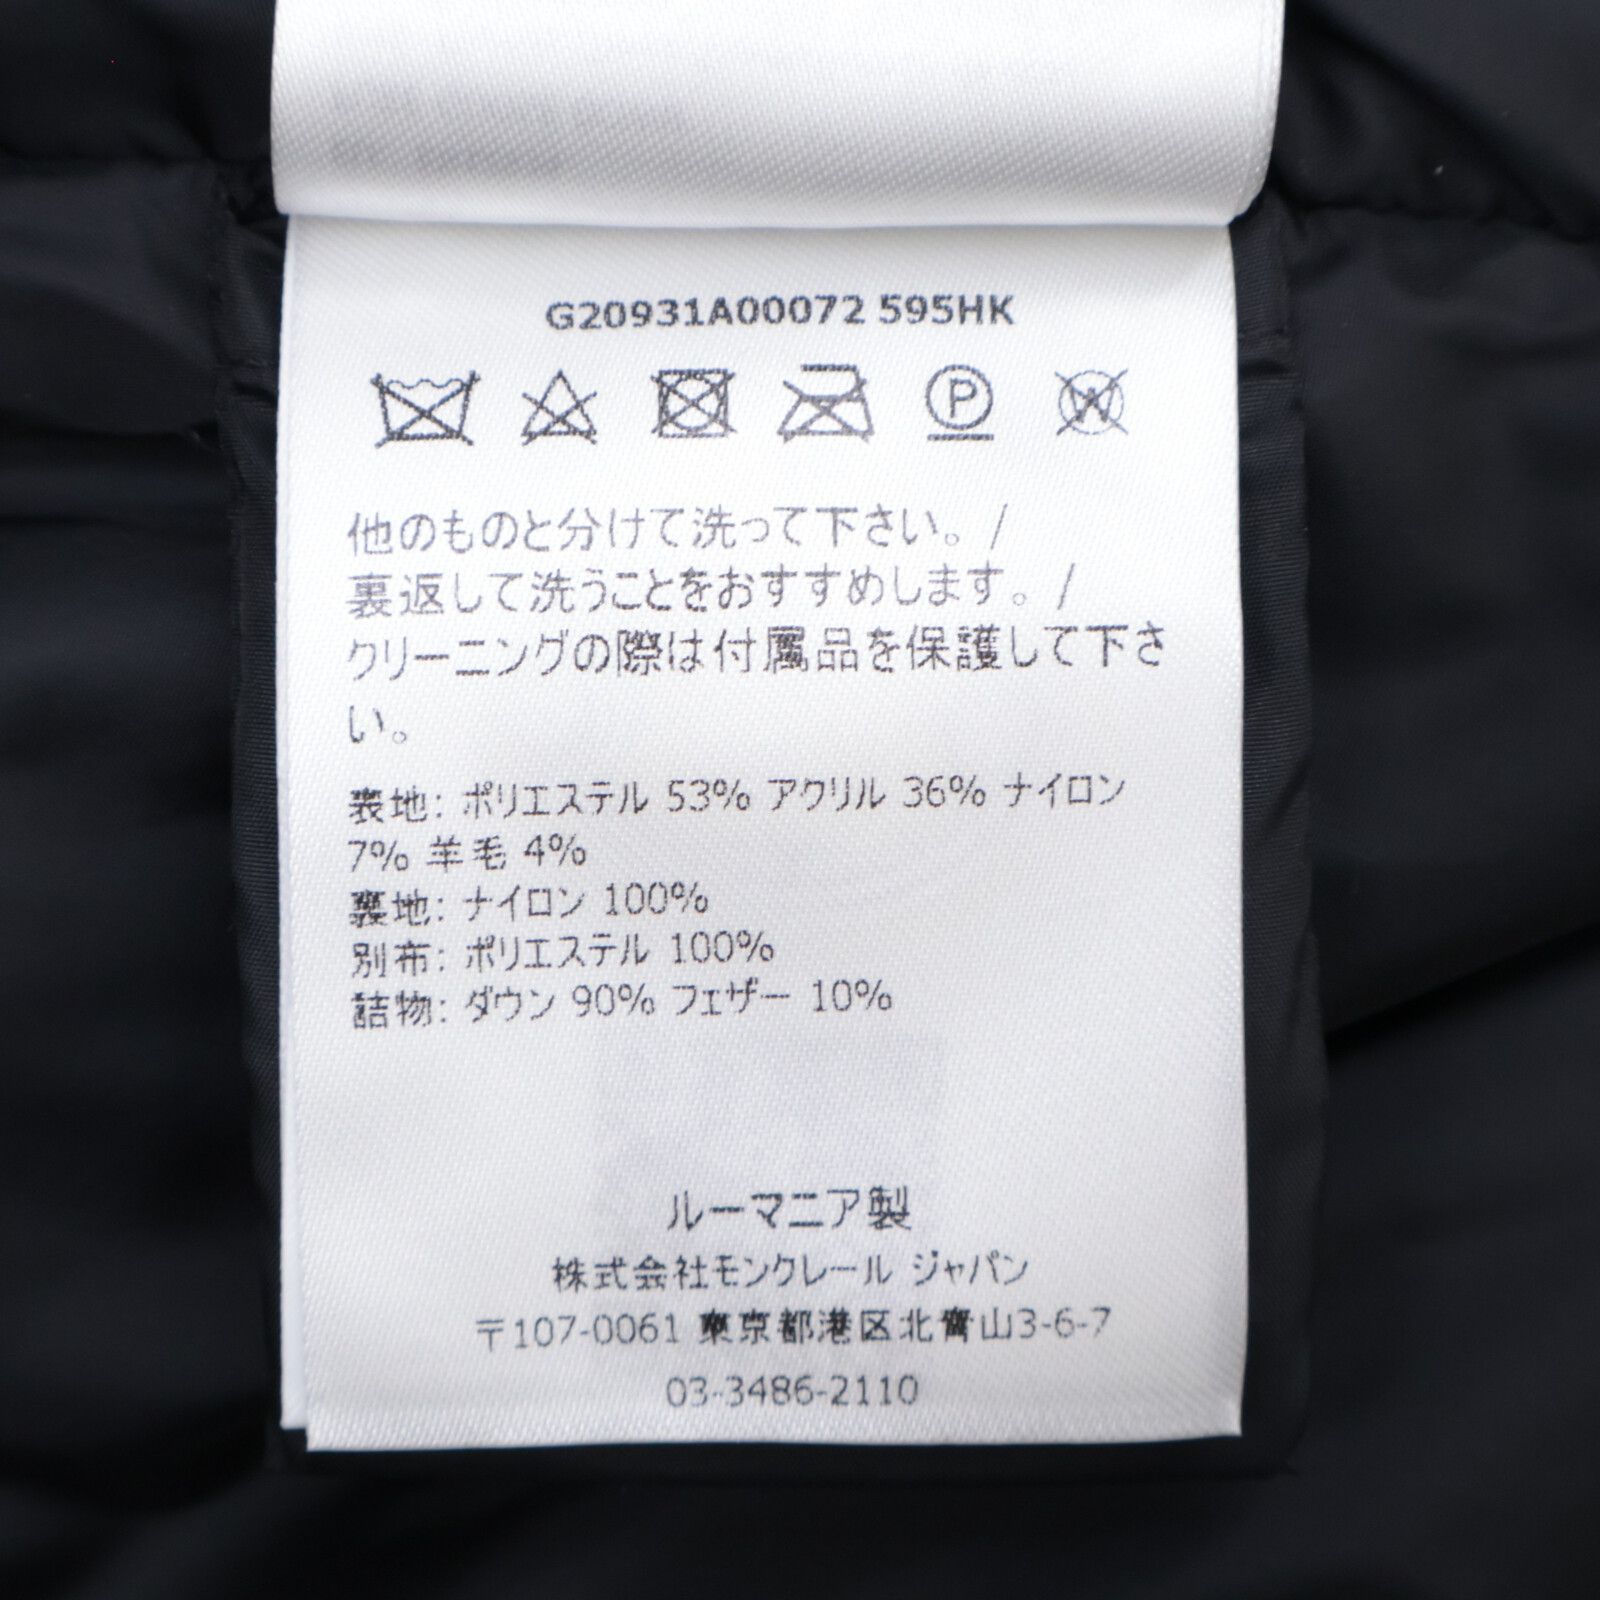 G20931A00072 595HK
P W
他のものと分けて洗って下さい。/
裏返して洗うことをおすすめします。/
クリーニングの際は付属品を保護して下さ
い。
表地: ポリエステル 53% アクリル 36% ナイロン
7% 羊毛 4%
裏地: ナイロン 100%
別布: ポリエステル 100%
詰物: ダウン 90% フェザー 10%
ルーマニア製
株式会社モンクレール ジャパン
〒107-0061 東京都港区北青山3-6-7
03-3486-2110